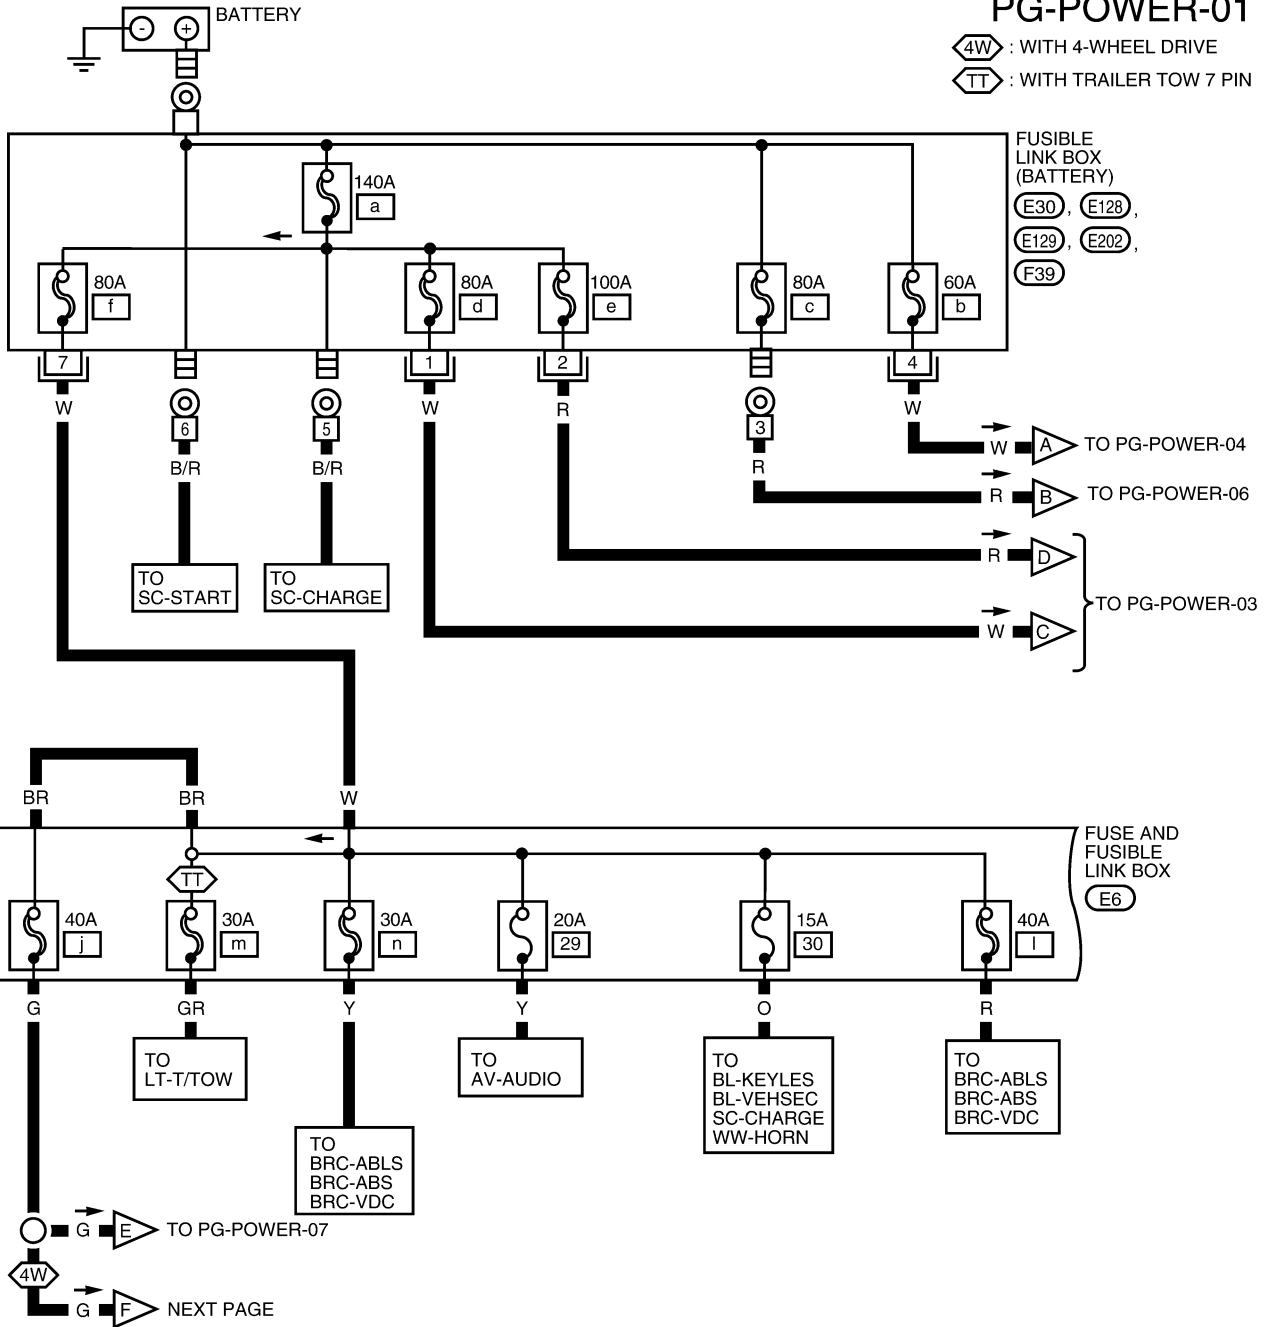 PG-POWER-01
BATTERY
- +
4W : WITH 4-WHEEL DRIVE
TT : WITH TRAILER TOW 7 PIN
FUSIBLE
LINK BOX
(BATTERY)
E30 , E128 ,
E129 , E202 ,
F39
140A
a
80A
f
80A
d
100A
e
80A
c
60A
b
7
6
5
1
2
3
4
W
B/R
B/R
W
R
R
W
W A TO PG-POWER-04
R B TO PG-POWER-06
R D
TO PG-POWER-03
W C
TO
SC-START
TO
SC-CHARGE
BR
BR
W
FUSE AND
FUSIBLE
LINK BOX
E6
TT
40A
j
30A
m
30A
n
20A
29
15A
30
40A
l
G
GR
Y
Y
O
R
TO
LT-T/TOW
TO
BRC-ABLS
BRC-ABS
BRC-VDC
TO
AV-AUDIO
TO
BL-KEYLES
BL-VEHSEC
SC-CHARGE
WW-HORN
TO
BRC-ABLS
BRC-ABS
BRC-VDC
G E TO PG-POWER-07
4W
G F NEXT PAGE